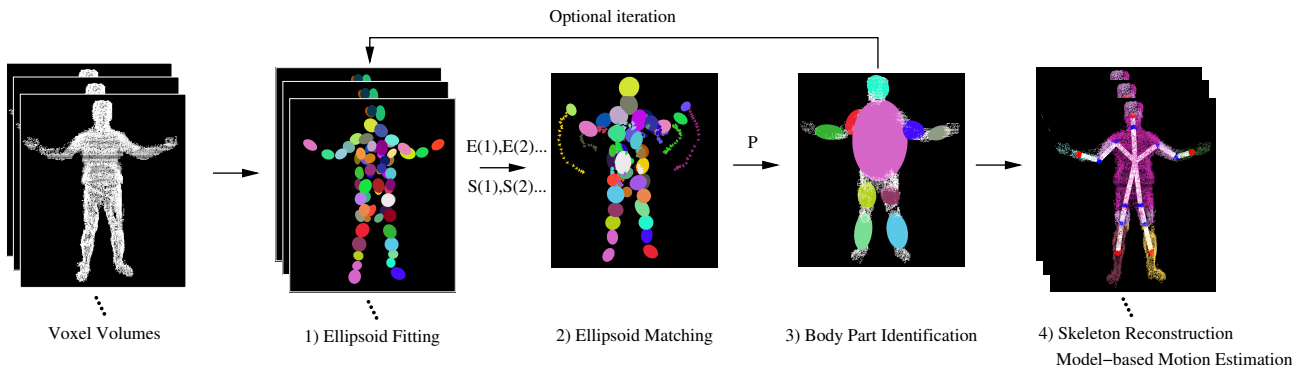 Optional iteration
E(1),E(2)...
S(1),S(2)...
P
Voxel Volumes
1) Ellipsoid Fitting
2) Ellipsoid Matching
3) Body Part Identification
4) Skeleton Reconstruction
Model−based Motion Estimation